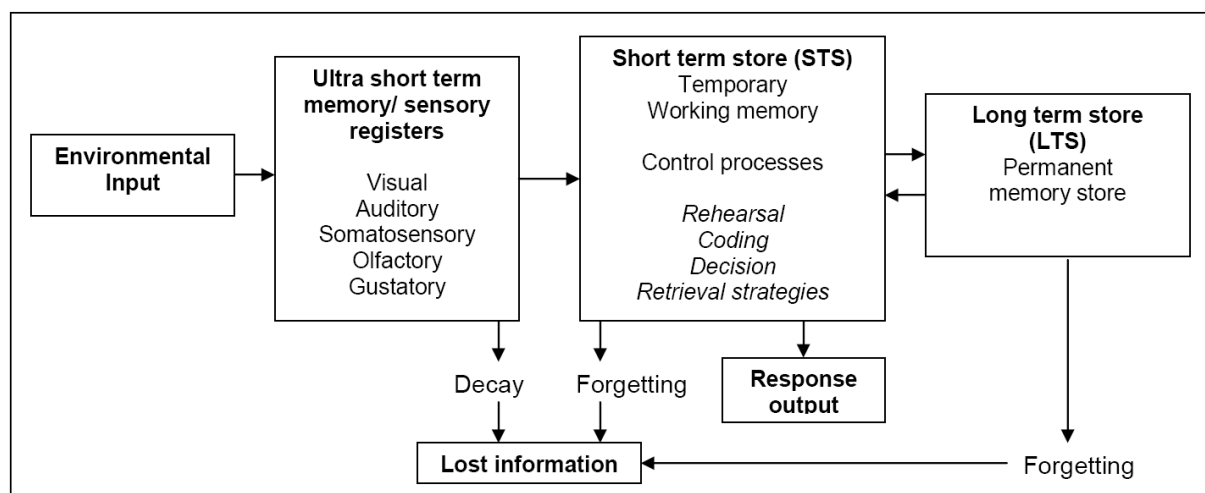 Environmental
Input
Ultra short term
memory/ sensory
registers
Visual
Auditory
Somatosensory
Olfactory
Gustatory
Short term store (STS)
Temporary
Working memory
Control processes
Rehearsal
Coding
Decision
Retrieval strategies
Long term store
(LTS)
Permanent
memory store
Decay
Forgetting
Response
output
Lost information
Forgetting